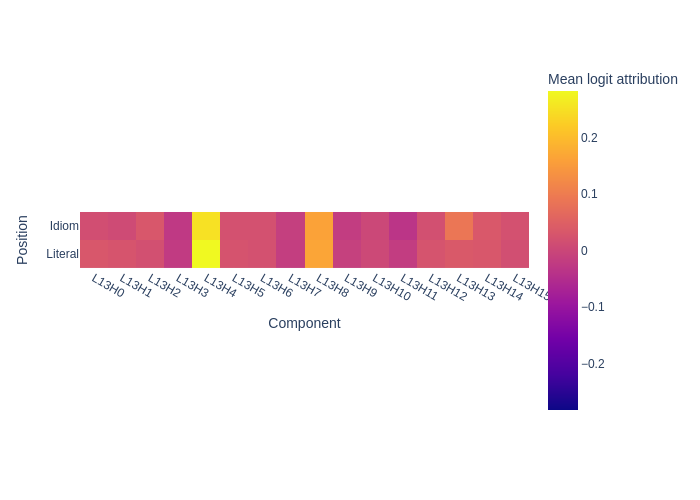 Mean logit attribution
0.2
0.1
0
−0.1
−0.2
Position
Idiom
Literal
L13H0
L13H1
L13H2
L13H3
L13H4
L13H5
L13H6
L13H7
L13H8
L13H9
L13H10
L13H11
L13H12
L13H13
L13H14
L13H15
Component